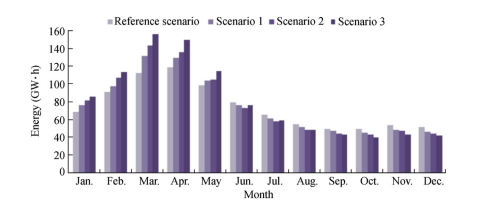 Reference scenario Scenario 1 Scenario 2 Scenario 3
160
140
120
100
80
60
40
20
0
Energy (GW·h)
Jan. Feb. Mar. Apr. May Jun. Jul. Aug. Sep. Oct. Nov. Dec.
Month